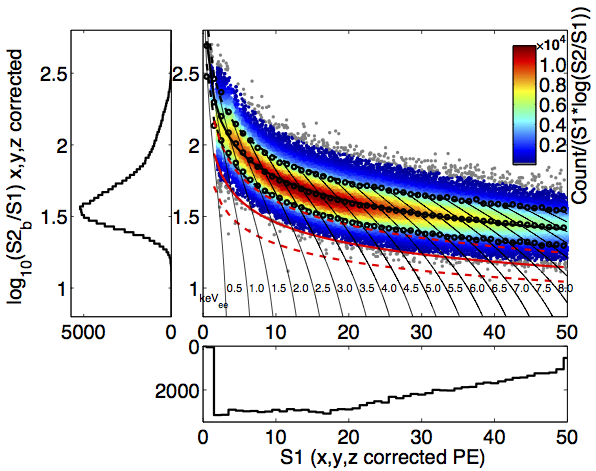 ×10⁴
1.0
0.8
0.6
0.4
0.2
Count/(S1*log(S2/S1))
log₁₀(S2_b/S1) x,y,z corrected
2.5
2
1.5
1
5000 0
2.5
2
1.5
1
keV_ee 0.5 1.0 1.5 2.0 2.5 3.0 3.5 4.0 4.5 5.0 5.5 6.0 6.5 7.0 7.5 8.0
0 10 20 30 40 50
0
2000
0 10 20 30 40 50
S1 (x,y,z corrected PE)